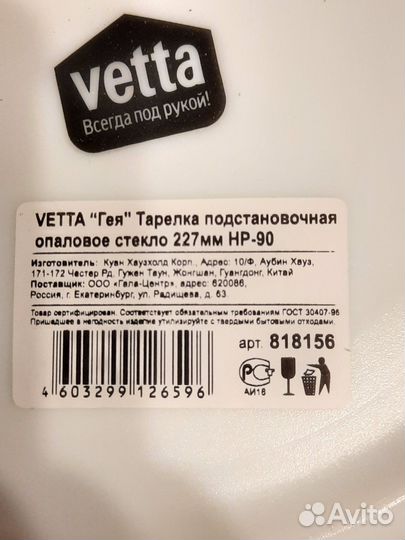 vetta
Всегда под рукой!
VETTA "Гея" Тарелка подстановочная
опаловое стекло 227мм HP-90
Изготовитель: Куан Хаузхолд Корп., Адрес: 10/Ф, Аубин Хауз,
171-172 Честер Рд, Гужен Таун, Жонгшан, Гуангдонг, Китай
Поставщик: ООО «Гала-Центр», адрес: 620086,
Россия, г. Екатеринбург, ул. Радищева, д. 63.
Товар сертифицирован. Соответствует обязательным требованиям ГОСТ 30407-96
Пришедшее в негодность изделие утилизируйте с твердыми бытовыми отходами.
арт. 818156
АИ16
4 603299 126596
Avito